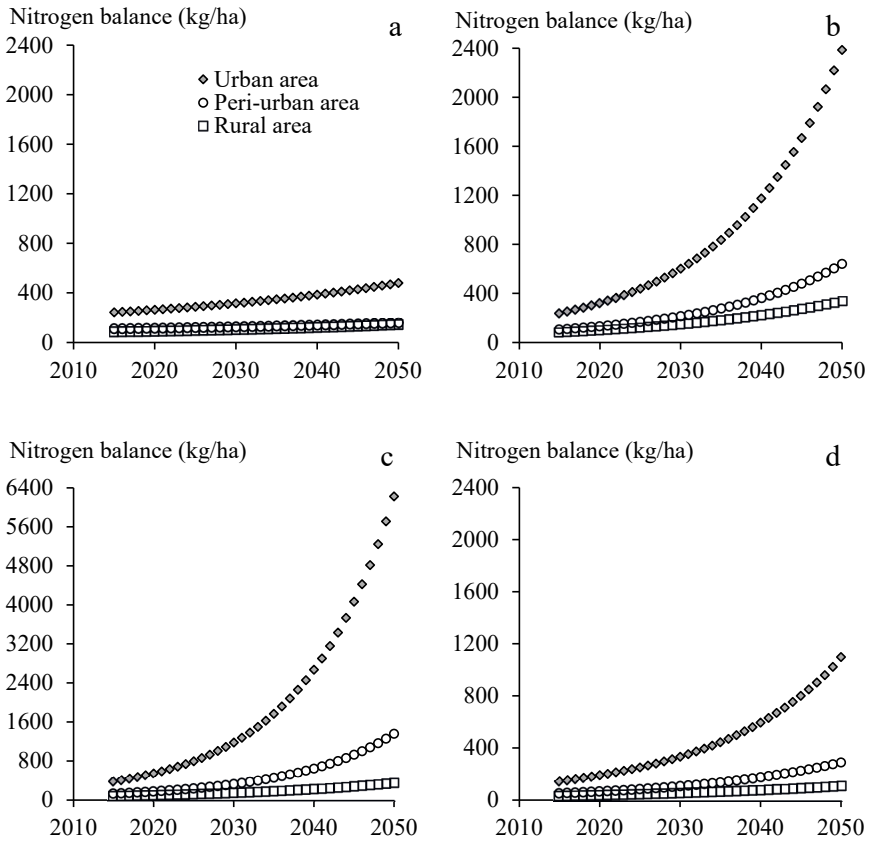 Nitrogen balance (kg/ha)
a
2400
2000
1600
1200
800
400
0
2010 2020 2030 2040 2050
Urban area
Peri-urban area
Rural area
Nitrogen balance (kg/ha)
b
2400
2000
1600
1200
800
400
0
2010 2020 2030 2040 2050
Nitrogen balance (kg/ha)
c
6400
5600
4800
4000
3200
2400
1600
800
0
2010 2020 2030 2040 2050
Nitrogen balance (kg/ha)
d
2400
2000
1600
1200
800
400
0
2010 2020 2030 2040 2050